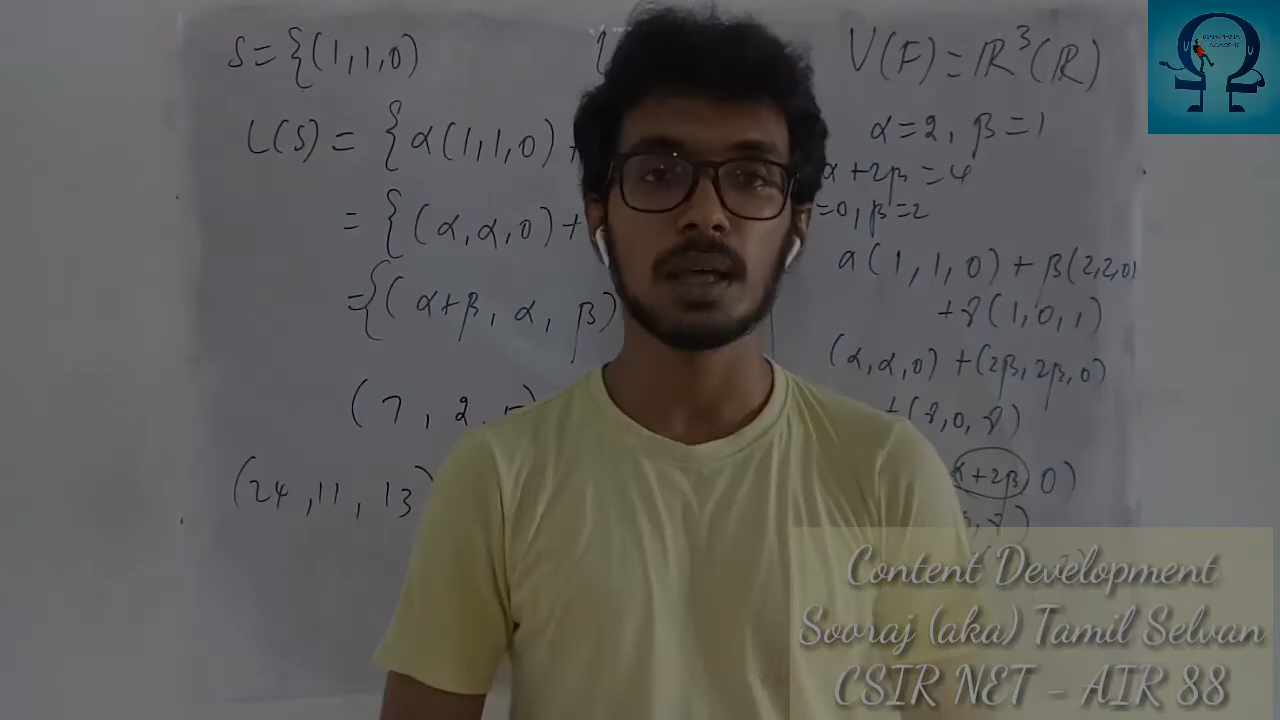 S = {(1,1,0)
L(S) = {α(1,1,0) +
= {(α,α,0) +
= {(α+β, α, β)
(7, 2, 5)
(24, 11, 13)
V(F) = ℝ³(ℝ)
α = 2, β = 1
α + 2β = 4
=0, β = 2
α(1,1,0) + β(2,2,0)
+ γ(1,0,1)
(α,α,0) + (2β,2β,0)
+ (γ,0,γ)
α+2β, 0)
, γ)
Content Development
Sooraj (aka) Tamil Selvan
CSIR NET - AIR 88